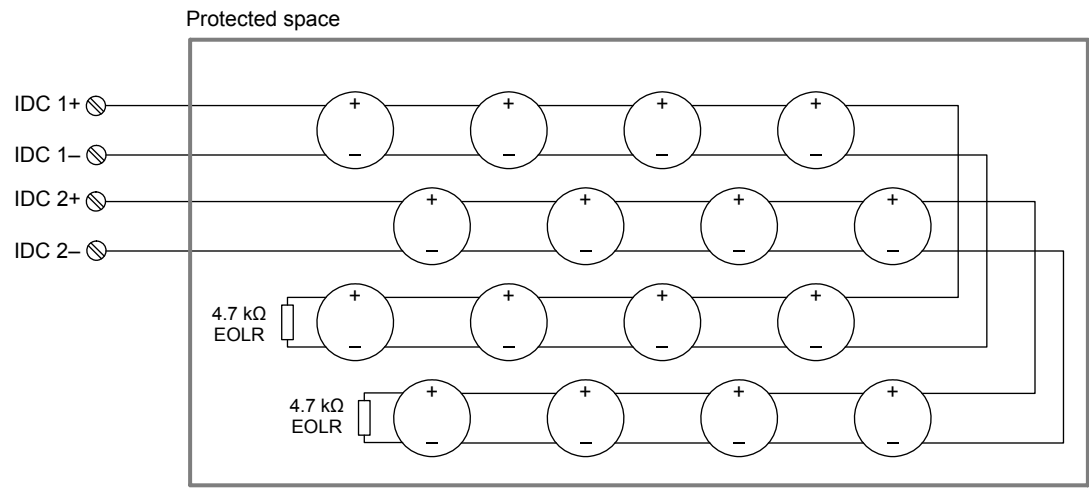 Protected space
IDC 1+
+ + + +
IDC 1–
– – – –
IDC 2+
+ + + +
IDC 2–
– – – –
+ + + +
4.7 kΩ
EOLR
– – – –
+ + + +
4.7 kΩ
EOLR
– – – –